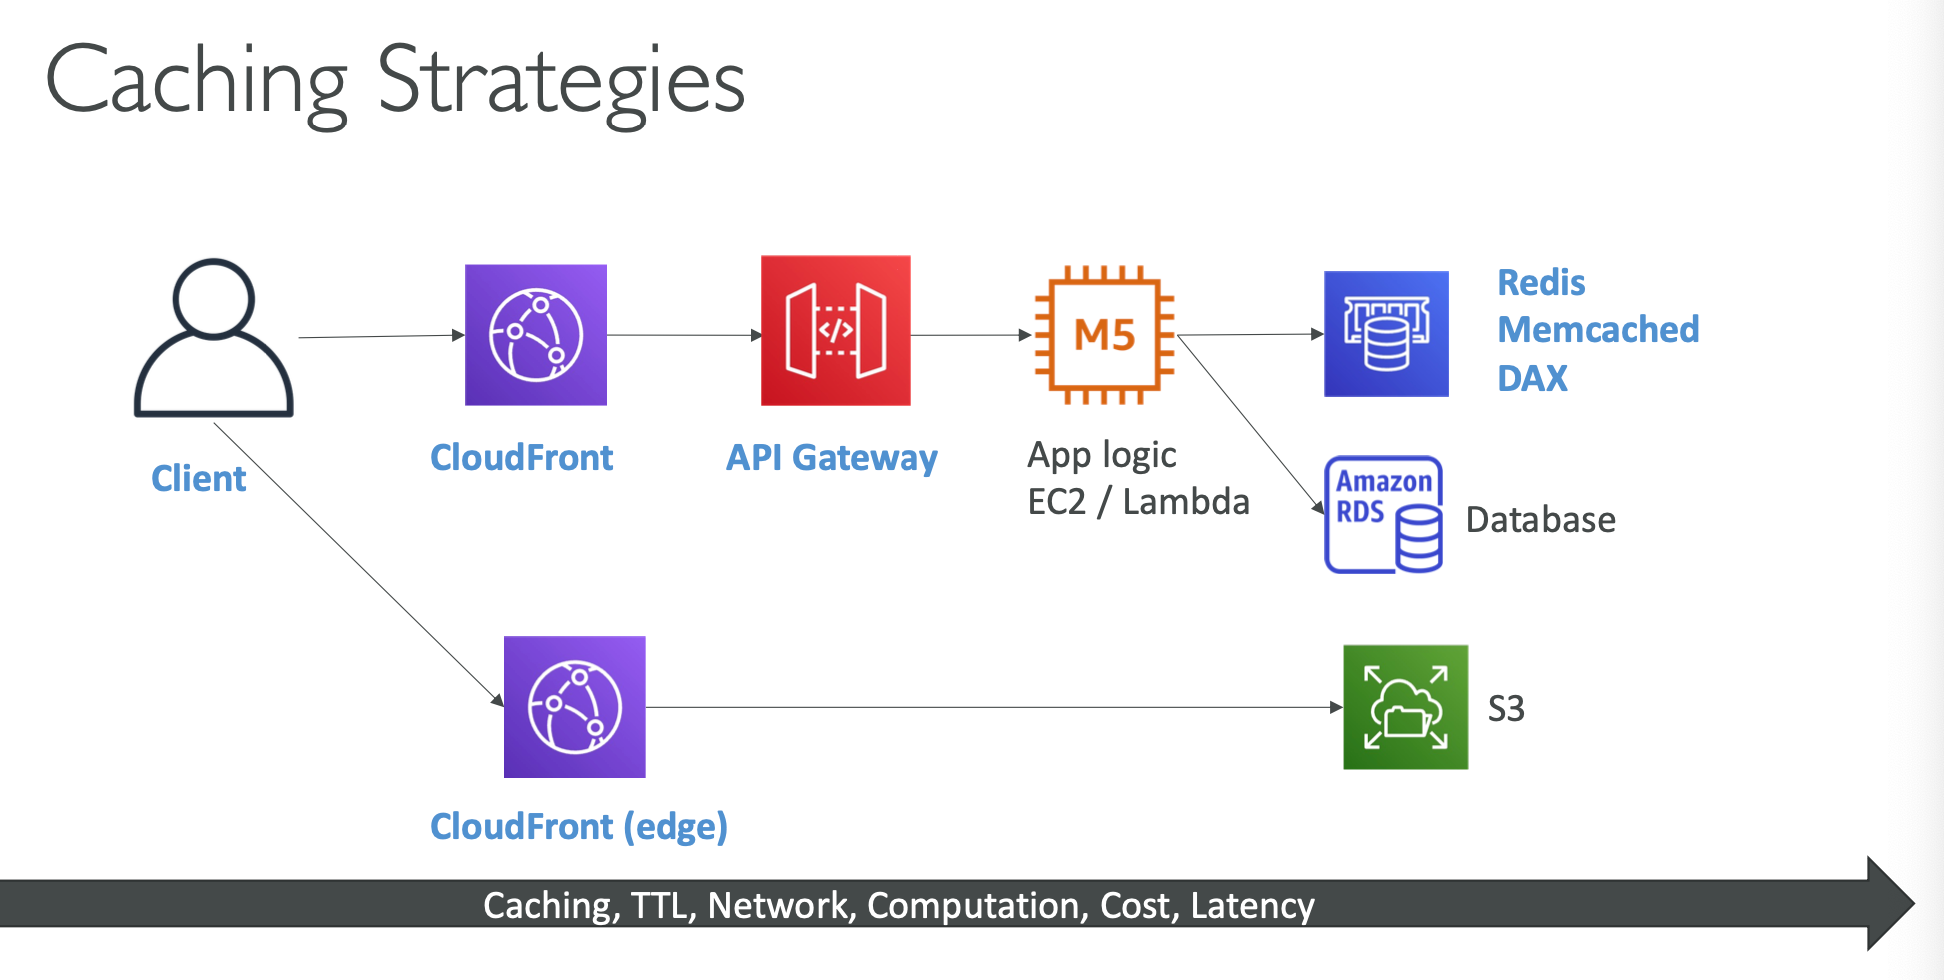 Caching Strategies
Client
CloudFront
API Gateway
</>
M5
App logic
EC2 / Lambda
Redis
Memcached
DAX
Amazon
RDS
Database
CloudFront (edge)
S3
Caching, TTL, Network, Computation, Cost, Latency